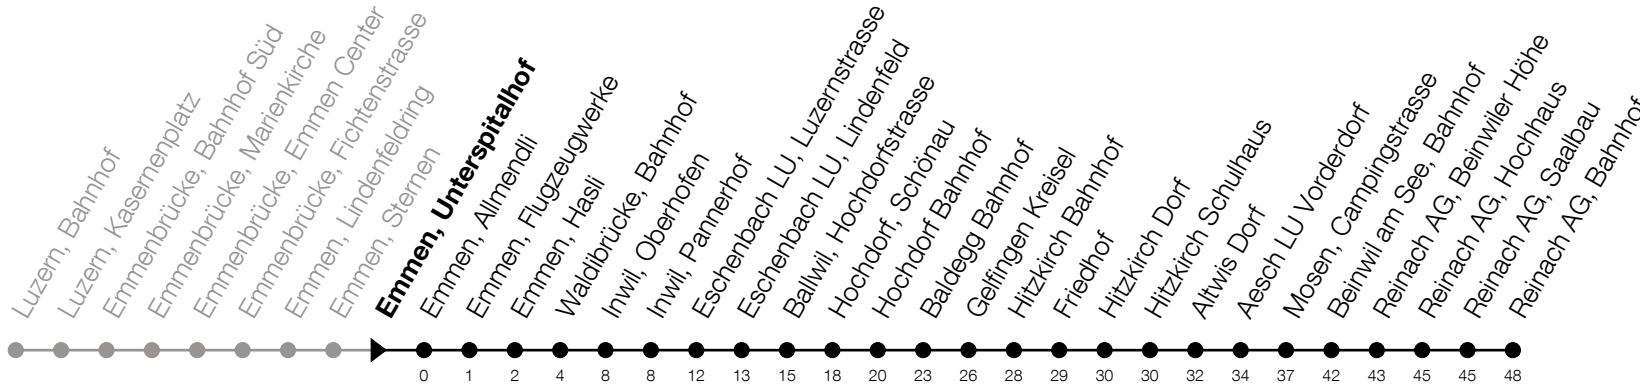 Luzern, Bahnhof
Luzern, Kasernenplatz
Emmenbrücke, Bahnhof Süd
Emmenbrücke, Marienkirche
Emmenbrücke, Emmen Center
Emmenbrücke, Fichtenstrasse
Emmen, Lindenfeldring
Emmen, Sternen
Emmen, Unterspitalhof
Emmen, Allmendli
Emmen, Flugzeugwerke
Emmen, Hasli
Waldibrücke, Bahnhof
Inwil, Oberhofen
Inwil, Pannerhof
Eschenbach LU, Luzernstrasse
Eschenbach LU, Lindenfeld
Ballwil, Hochdorfstrasse
Hochdorf, Schönau
Hochdorf Bahnhof
Baldegg Bahnhof
Gelfingen Kreisel
Hitzkirch Bahnhof
Friedhof
Hitzkirch Dorf
Hitzkirch Schulhaus
Altwis Dorf
Aesch LU Vorderdorf
Mosen, Campingstrasse
Beinwil am See, Bahnhof
Reinach AG, Beinwiler Höhe
Reinach AG, Hochhaus
Reinach AG, Saalbau
Reinach AG, Bahnhof
0 1 2 4 8 8 12 13 15 18 20 23 26 28 29 30 30 32 34 37 42 43 45 45 48